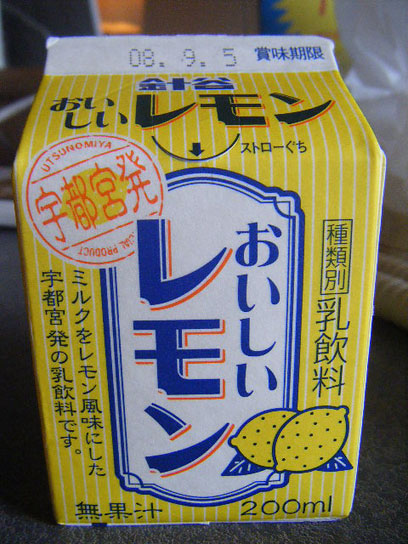 08. 9. 5 賞味期限
針谷
おいしいレモン
ストローぐち
UTSUNOMIYA
宇都宮発
PRODUCT
種類別 乳飲料
おいしい
レモン
ミルクをレモン風味にした
宇都宮発の乳飲料です。
無果汁
200ml